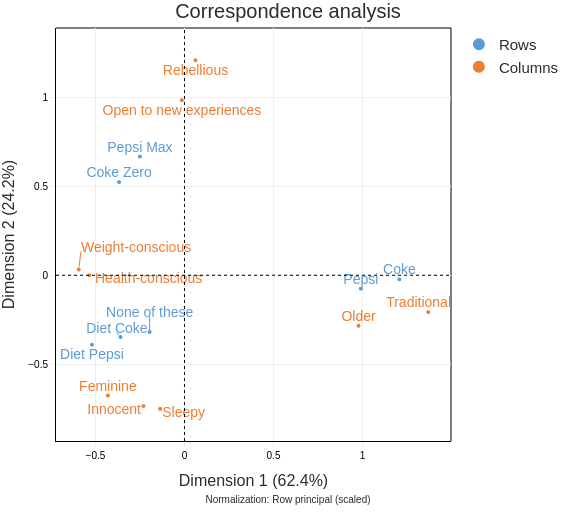 Correspondence analysis
Rows
Columns
Rebellious
Open to new experiences
Pepsi Max
Coke Zero
Weight-conscious
Health-conscious
Coke
Pepsi
Traditional
None of these
Older
Diet Coke
Diet Pepsi
Feminine
Innocent
Sleepy
1
0.5
0
−0.5
−0.5
0
0.5
1
Dimension 2 (24.2%)
Dimension 1 (62.4%)
Normalization: Row principal (scaled)